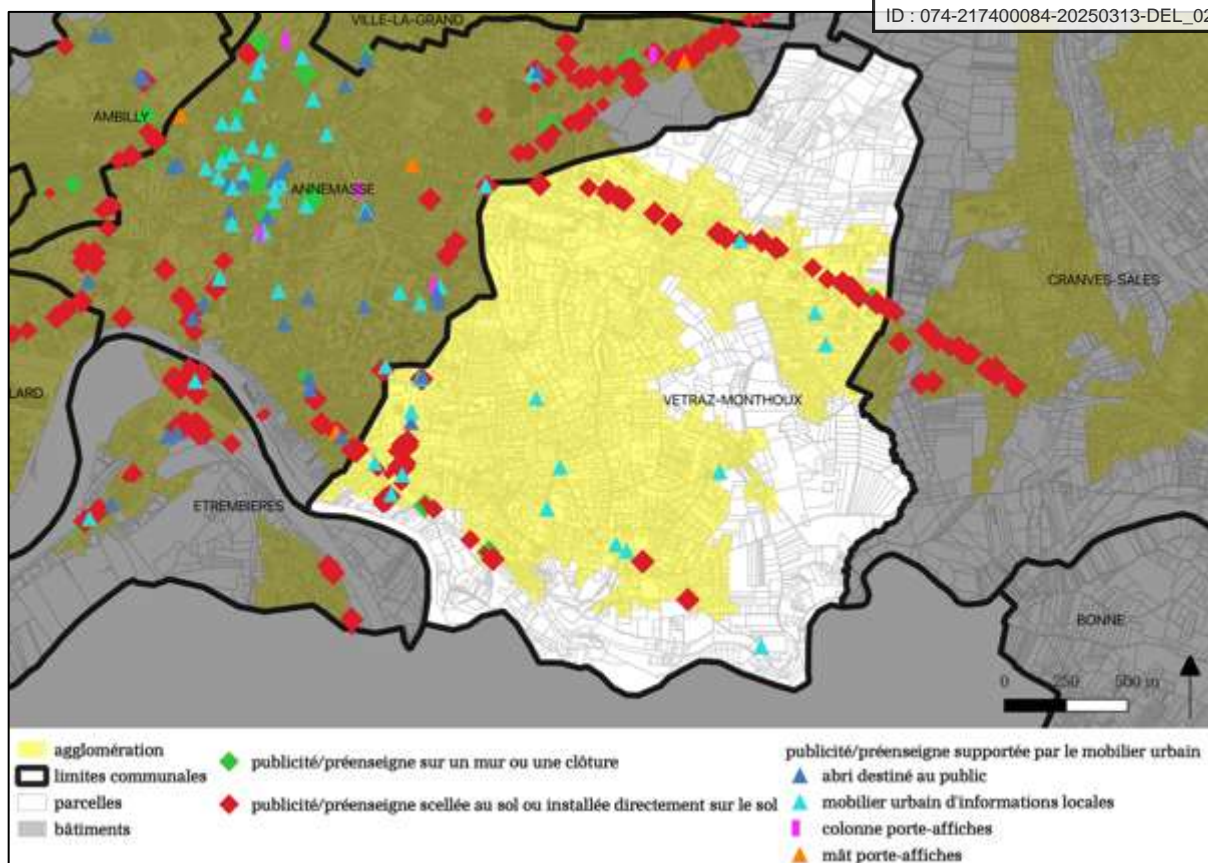 ID : 074-217400084-20250313-DEL_02
VILLE-LA-GRAND
AMBILLY
ANNEMASSE
CRANVES-SALES
LARD
VETRAZ-MONTHOUX
ETREMBIERES
BONNE
0 250 500 m
agglomération
limites communales
parcelles
bâtiments
publicité/préenseigne sur un mur ou une clôture
publicité/préenseigne scellée au sol ou installée directement sur le sol
publicité/préenseigne supportée par le mobilier urbain
abri destiné au public
mobilier urbain d'informations locales
colonne porte-affiches
mât porte-affiches